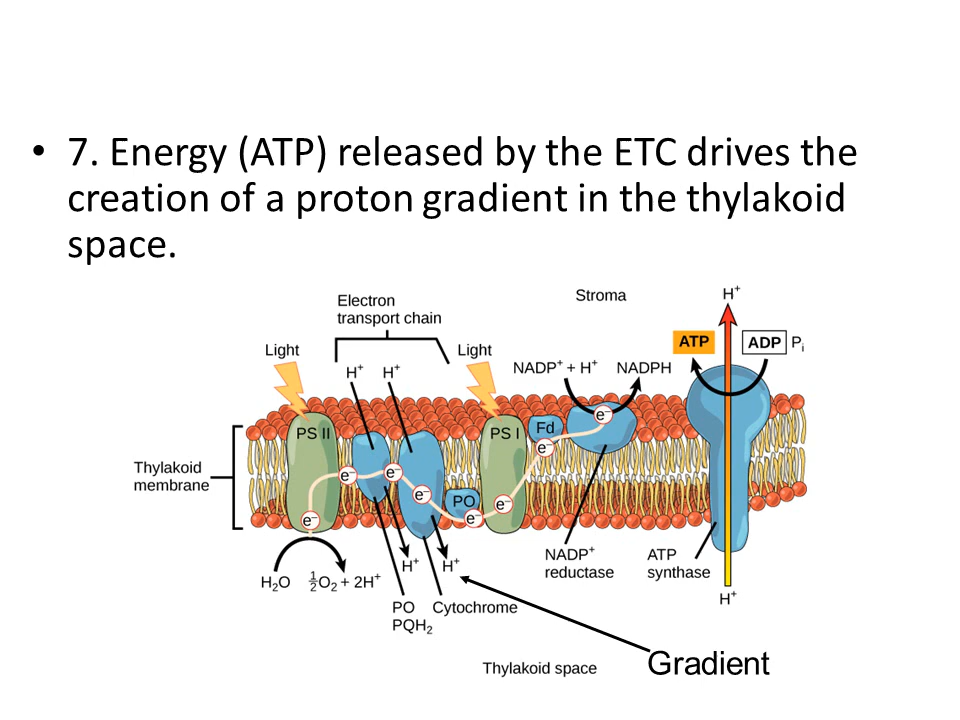 • 7. Energy (ATP) released by the ETC drives the
creation of a proton gradient in the thylakoid
space.
Electron
transport chain
Stroma
H⁺
Light
H⁺
H⁺
Light
NADP⁺ + H⁺
NADPH
ATP
ADP
Pᵢ
PS II
PS I
Fd
e⁻
e⁻
Thylakoid
membrane
e⁻
e⁻
e⁻
PO
e⁻
e⁻
e⁻
H₂O
½O₂ + 2H⁺
H⁺
H⁺
NADP⁺
reductase
ATP
synthase
H⁺
PO
PQH₂
Cytochrome
Thylakoid space
Gradient